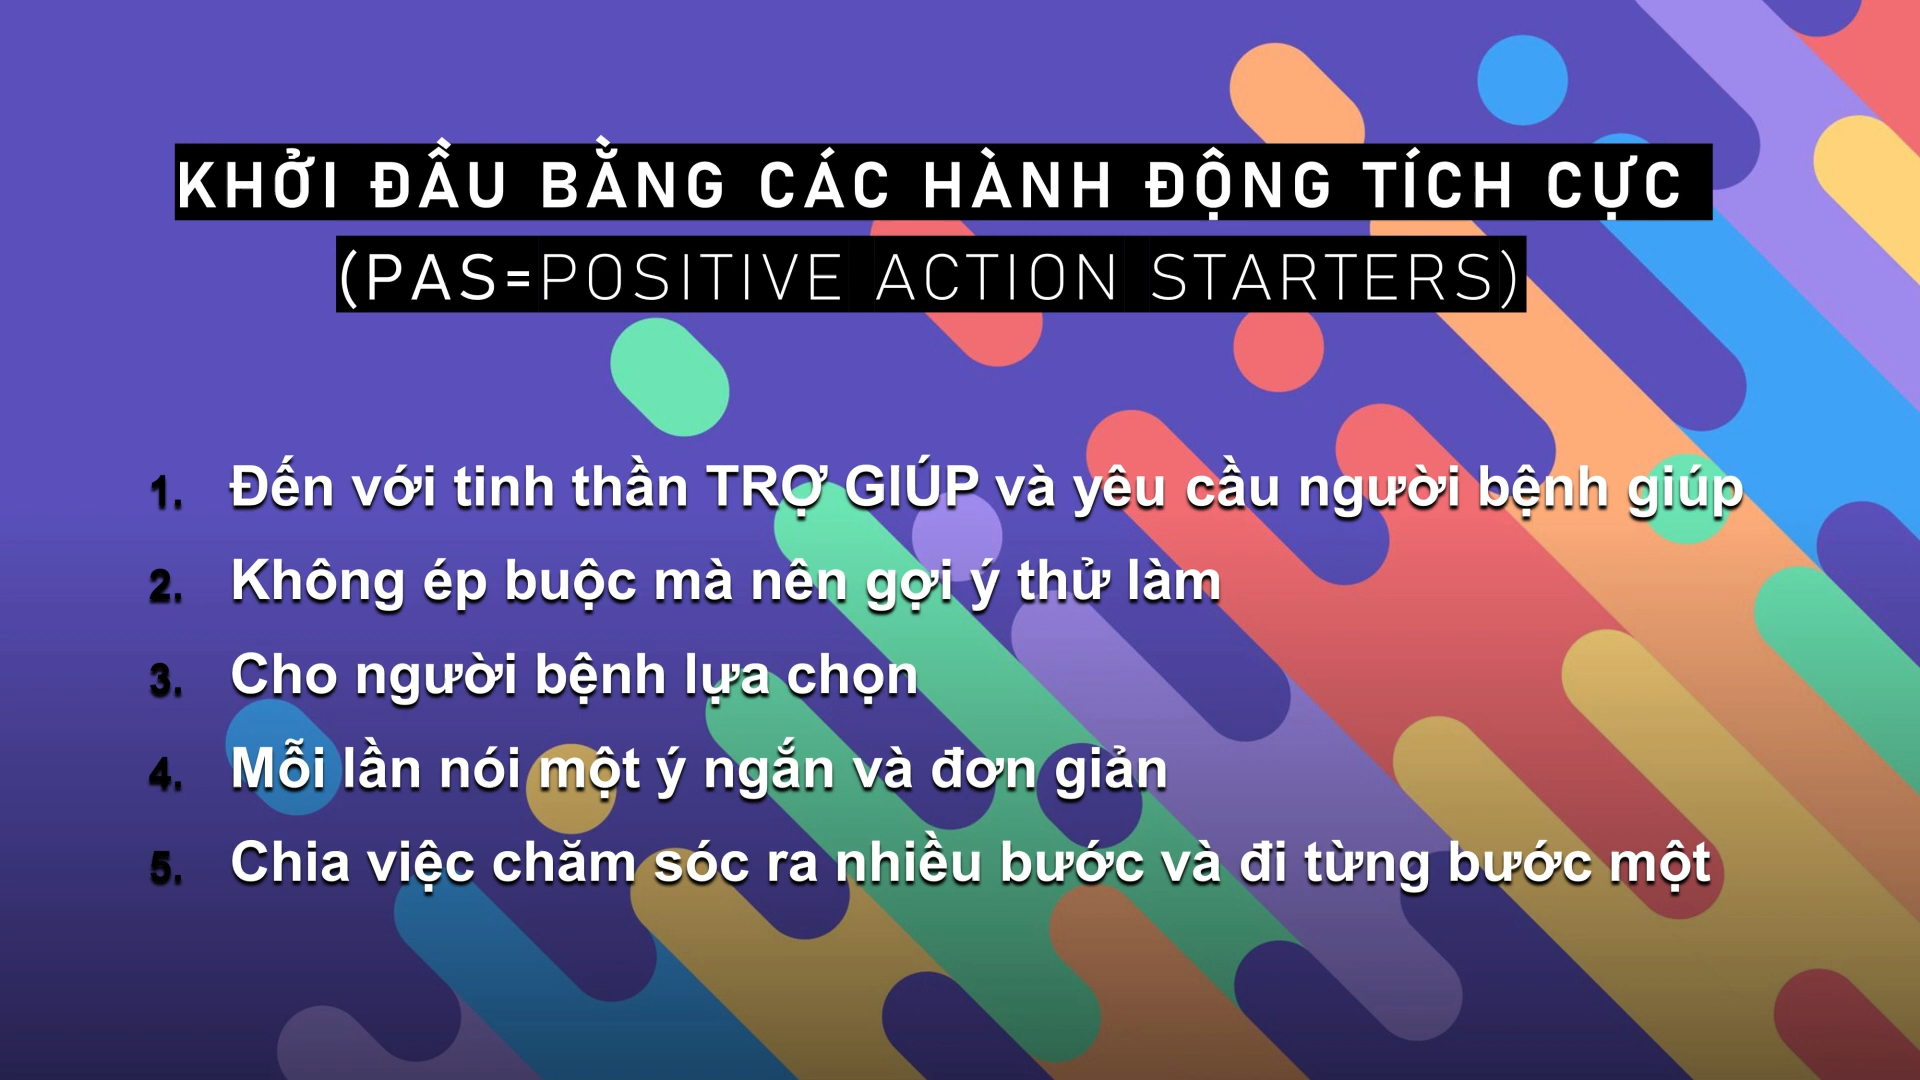 KHỞI ĐẦU BẰNG CÁC HÀNH ĐỘNG TÍCH CỰC
(PAS=POSITIVE ACTION STARTERS)
1. Đến với tinh thần TRỢ GIÚP và yêu cầu người bệnh giúp
2. Không ép buộc mà nên gợi ý thử làm
3. Cho người bệnh lựa chọn
4. Mỗi lần nói một ý ngắn và đơn giản
5. Chia việc chăm sóc ra nhiều bước và đi từng bước một